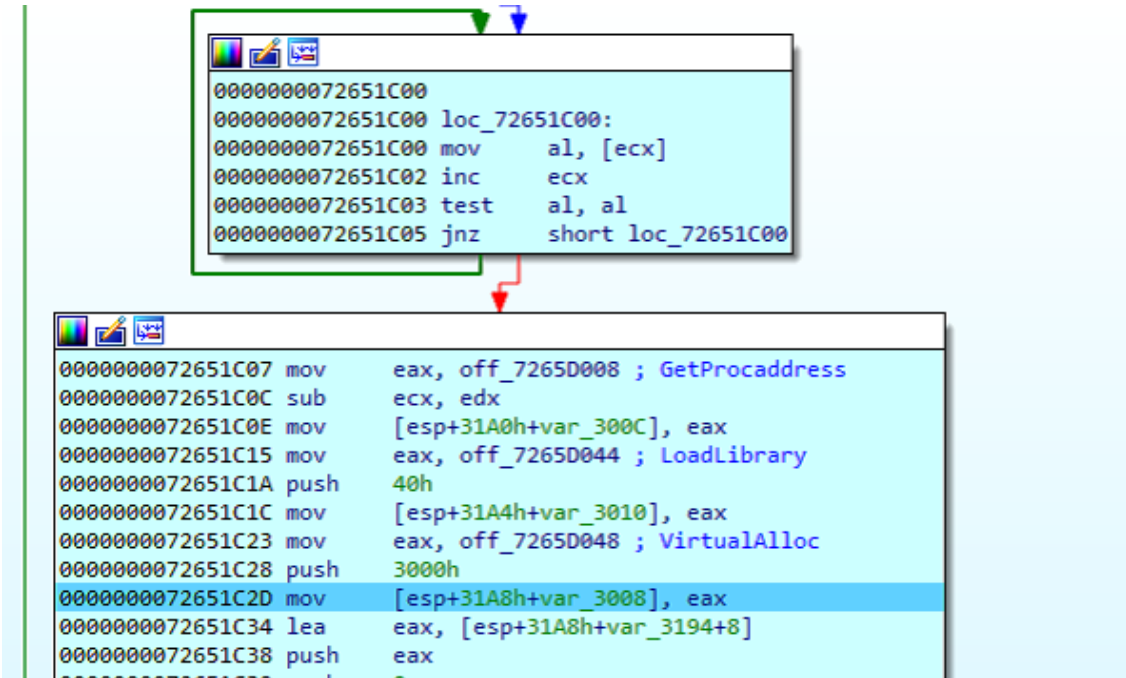 0000000072651C00
0000000072651C00 loc_72651C00:
0000000072651C00 mov al, [ecx]
0000000072651C02 inc ecx
0000000072651C03 test al, al
0000000072651C05 jnz short loc_72651C00
0000000072651C07 mov eax, off_7265D008 ; GetProcaddress
0000000072651C0C sub ecx, edx
0000000072651C0E mov [esp+31A0h+var_300C], eax
0000000072651C15 mov eax, off_7265D044 ; LoadLibrary
0000000072651C1A push 40h
0000000072651C1C mov [esp+31A4h+var_3010], eax
0000000072651C23 mov eax, off_7265D048 ; VirtualAlloc
0000000072651C28 push 3000h
0000000072651C2D mov [esp+31A8h+var_3008], eax
0000000072651C34 lea eax, [esp+31A8h+var_3194+8]
0000000072651C38 push eax